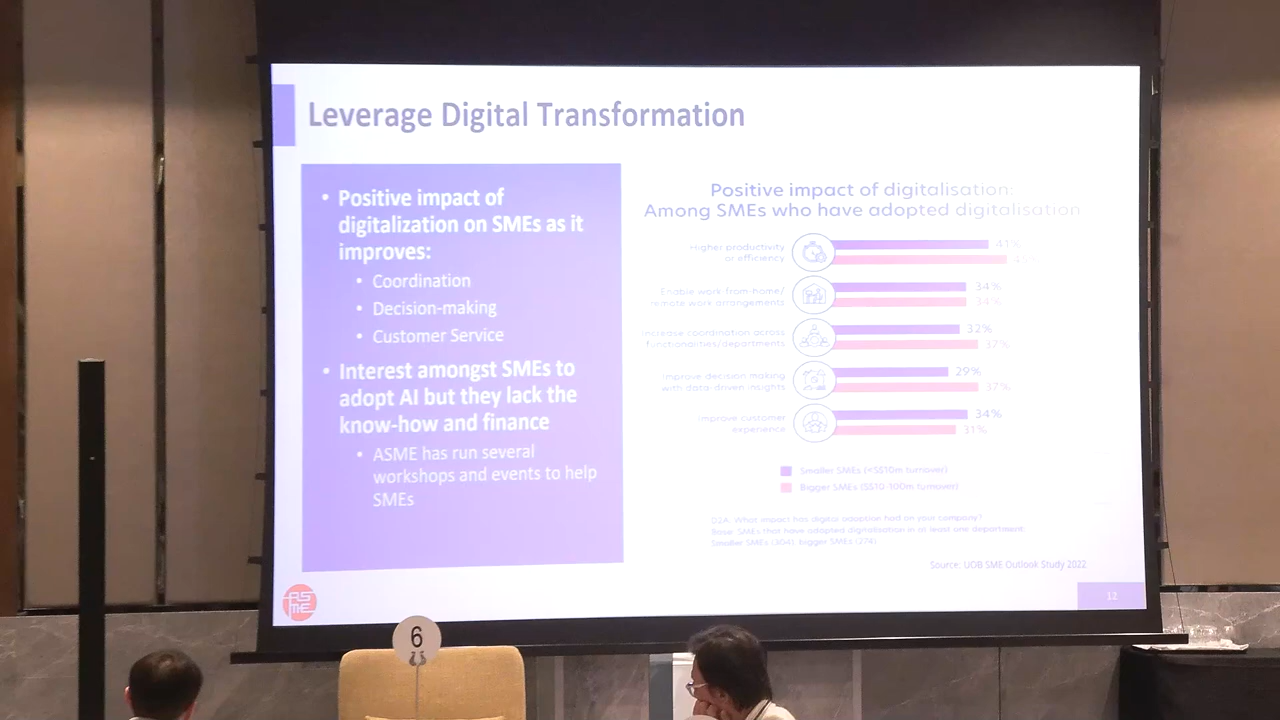 Leverage Digital Transformation
• Positive impact of
digitalization on SMEs as it
improves:
• Coordination
• Decision-making
• Customer Service
• Interest amongst SMEs to
adopt AI but they lack the
know-how and finance
• ASME has run several
workshops and events to help
SMEs
Positive impact of digitalisation:
Among SMEs who have adopted digitalisation
Higher productivity
or efficiency
41%
Enable work from-home/
remote work arrangements
34%
34%
Increase coordination across
functionalities/departments
32%
37%
Improve decision making
with data-driven insights
29%
37%
Improve customer
experience
34%
31%
Smaller SMEs (<S$10m turnover)
Bigger SMEs (S$10-100m turnover)
Q2A. What impact has digital adoption had on your company?
Base: SMEs that have adopted digitalisation in at least one department:
Smaller SMEs (304), bigger SMEs (274)
Source: UOB SME Outlook Study 2022
12
ASME
6